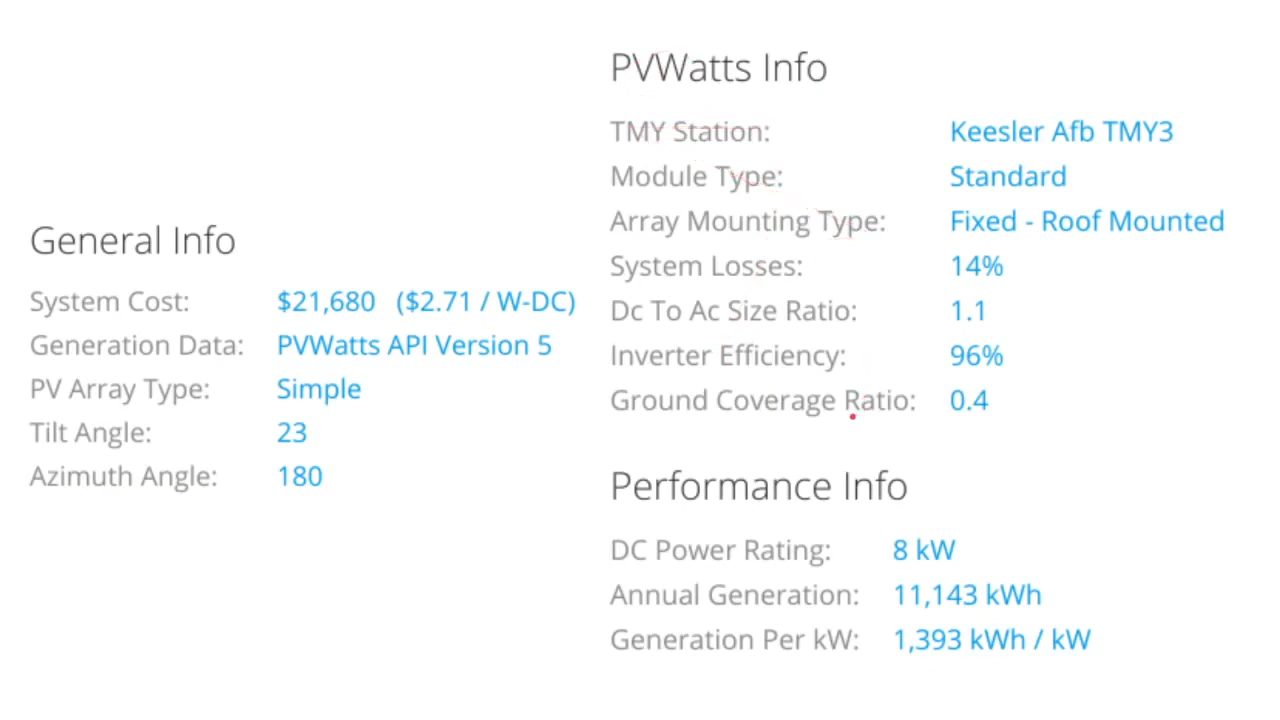 General Info
System Cost: $21,680 ($2.71 / W-DC)
Generation Data: PVWatts API Version 5
PV Array Type: Simple
Tilt Angle: 23
Azimuth Angle: 180
PVWatts Info
TMY Station: Keesler Afb TMY3
Module Type: Standard
Array Mounting Type: Fixed - Roof Mounted
System Losses: 14%
Dc To Ac Size Ratio: 1.1
Inverter Efficiency: 96%
Ground Coverage Ratio: 0.4
Performance Info
DC Power Rating: 8 kW
Annual Generation: 11,143 kWh
Generation Per kW: 1,393 kWh / kW